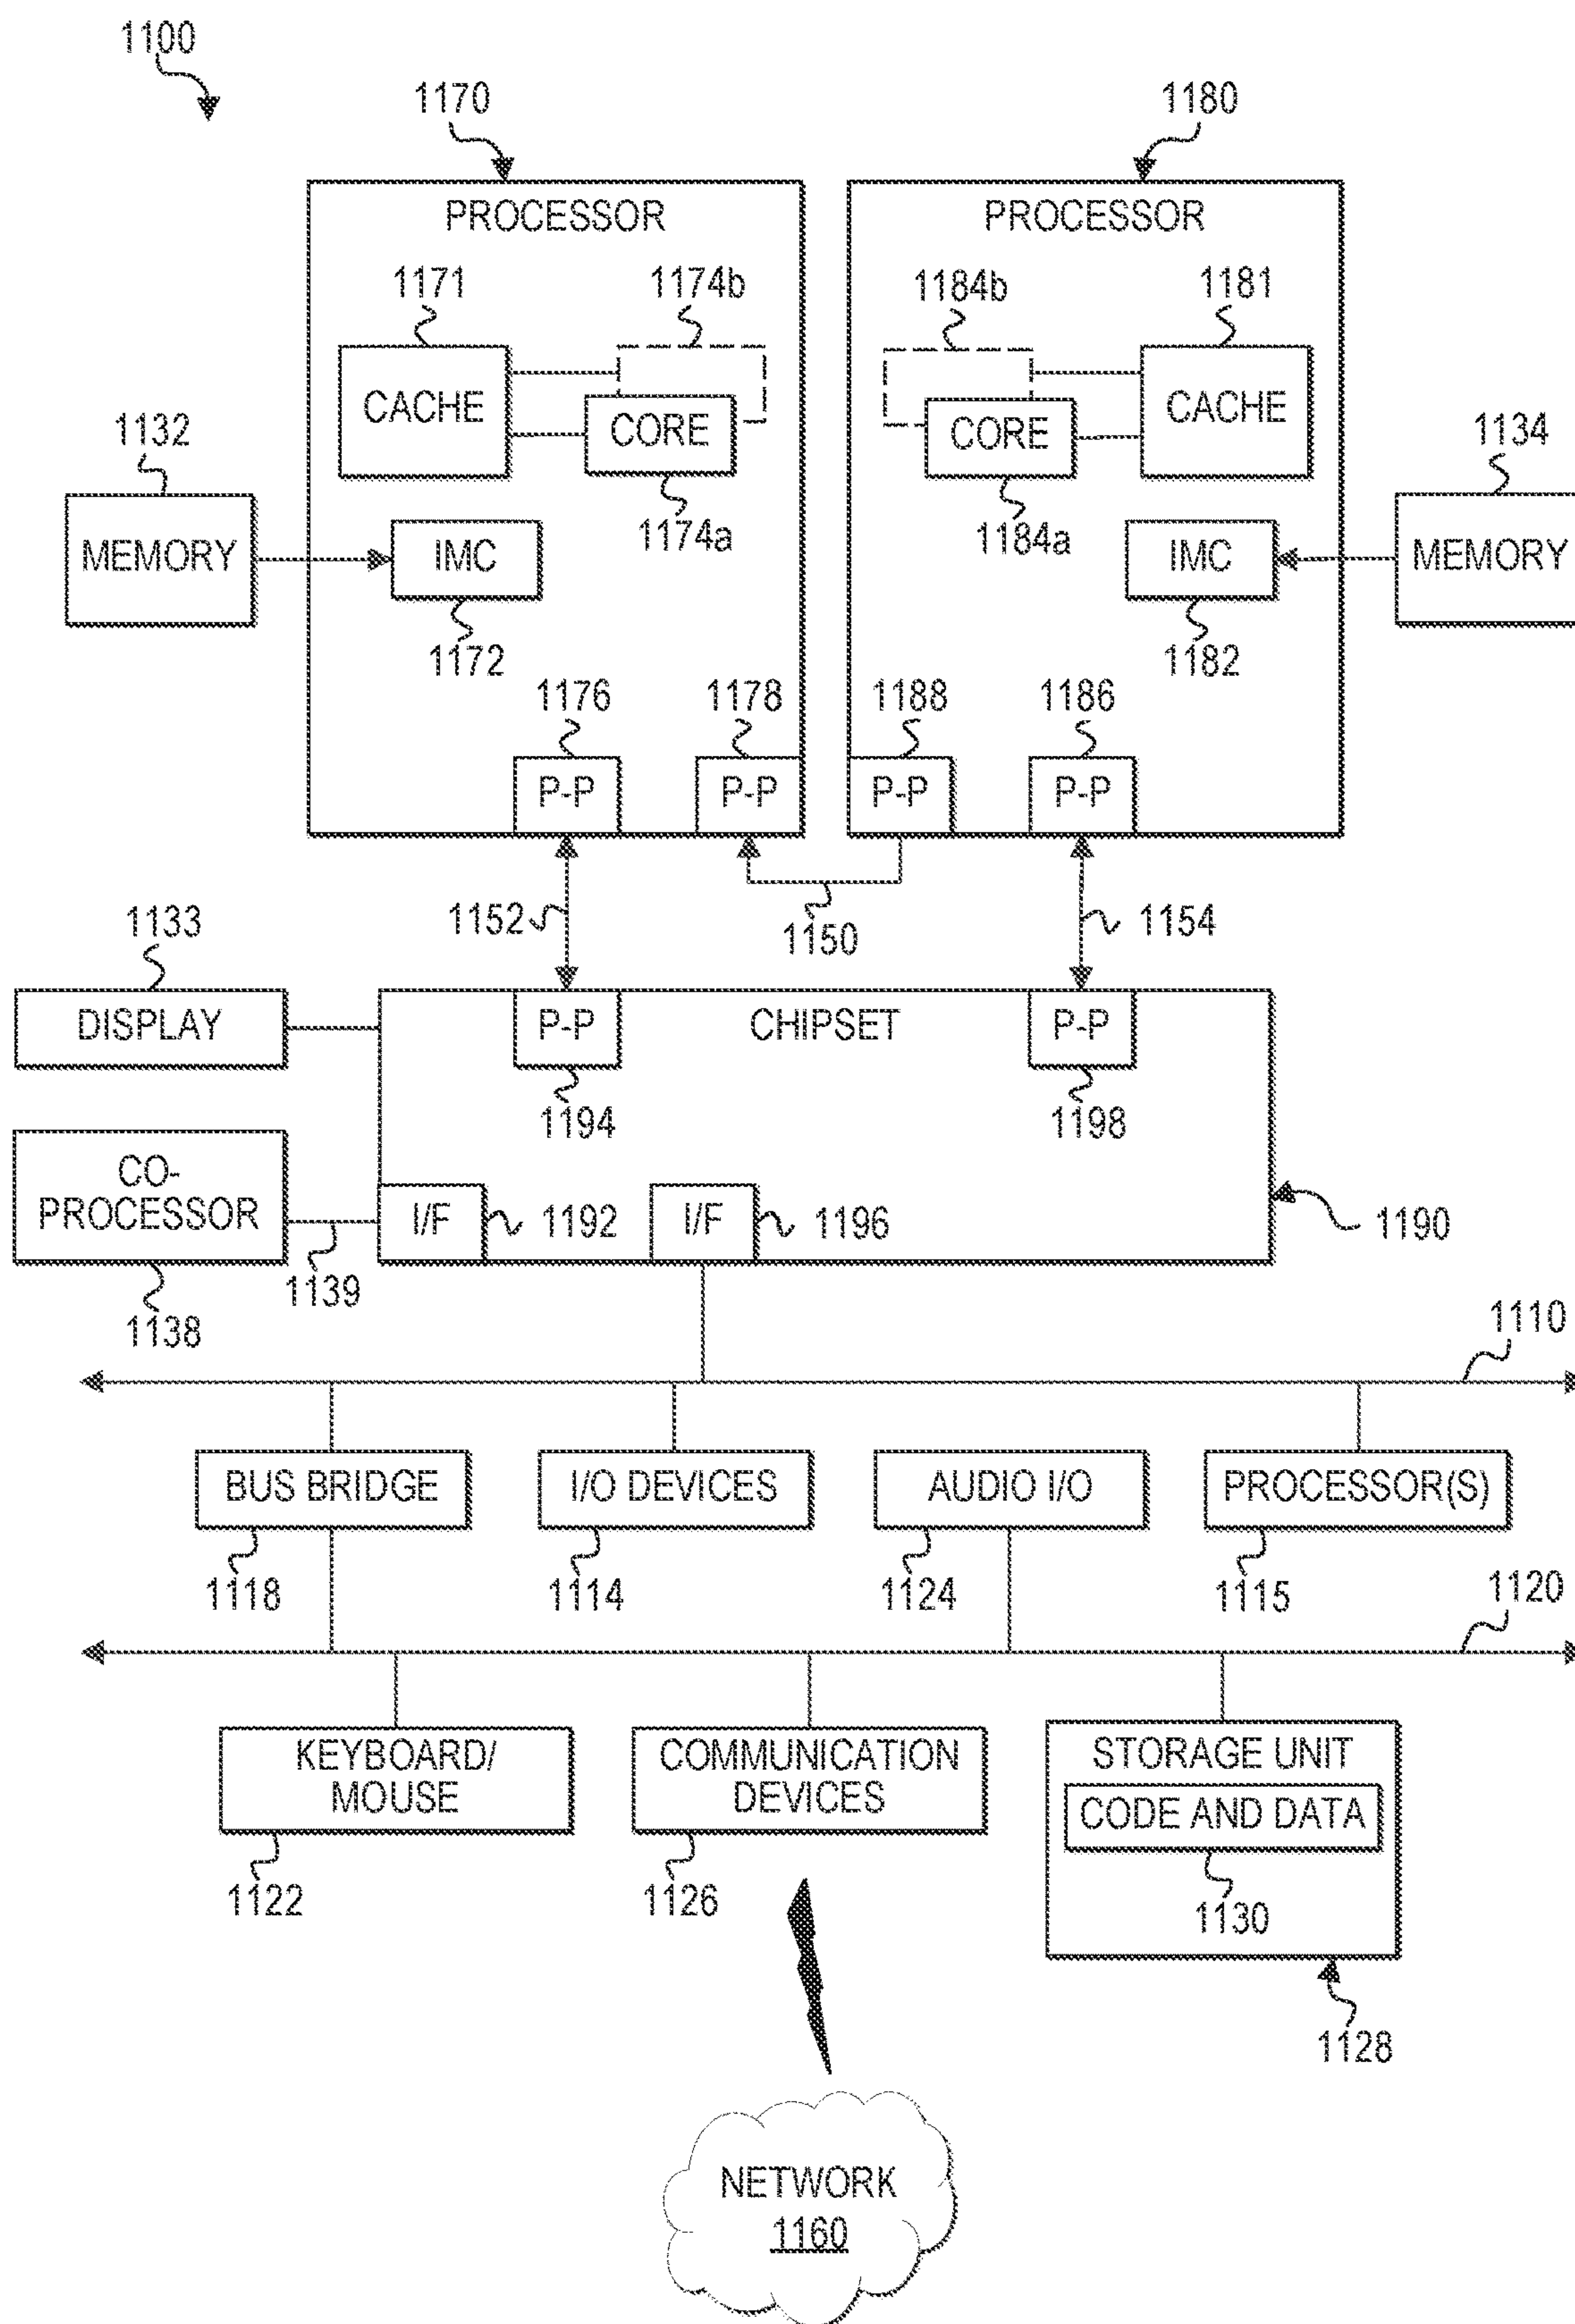 1100
1170
1180
PROCESSOR
PROCESSOR
1171
1174b
1184b
1181
CACHE
CORE
CORE
CACHE
1132
1134
1174a
1184a
MEMORY
IMC
IMC
MEMORY
1172
1182
1176
1178
1188
1186
P-P
P-P
P-P
P-P
1152
1150
1154
1133
DISPLAY
P-P
CHIPSET
P-P
1194
1198
CO-
PROCESSOR
I/F
1192
I/F
1196
1190
1139
1138
1110
BUS BRIDGE
I/O DEVICES
AUDIO I/O
PROCESSOR(S)
1118
1114
1124
1115
1120
KEYBOARD/
MOUSE
COMMUNICATION
DEVICES
STORAGE UNIT
CODE AND DATA
1122
1126
1130
1128
NETWORK
1160